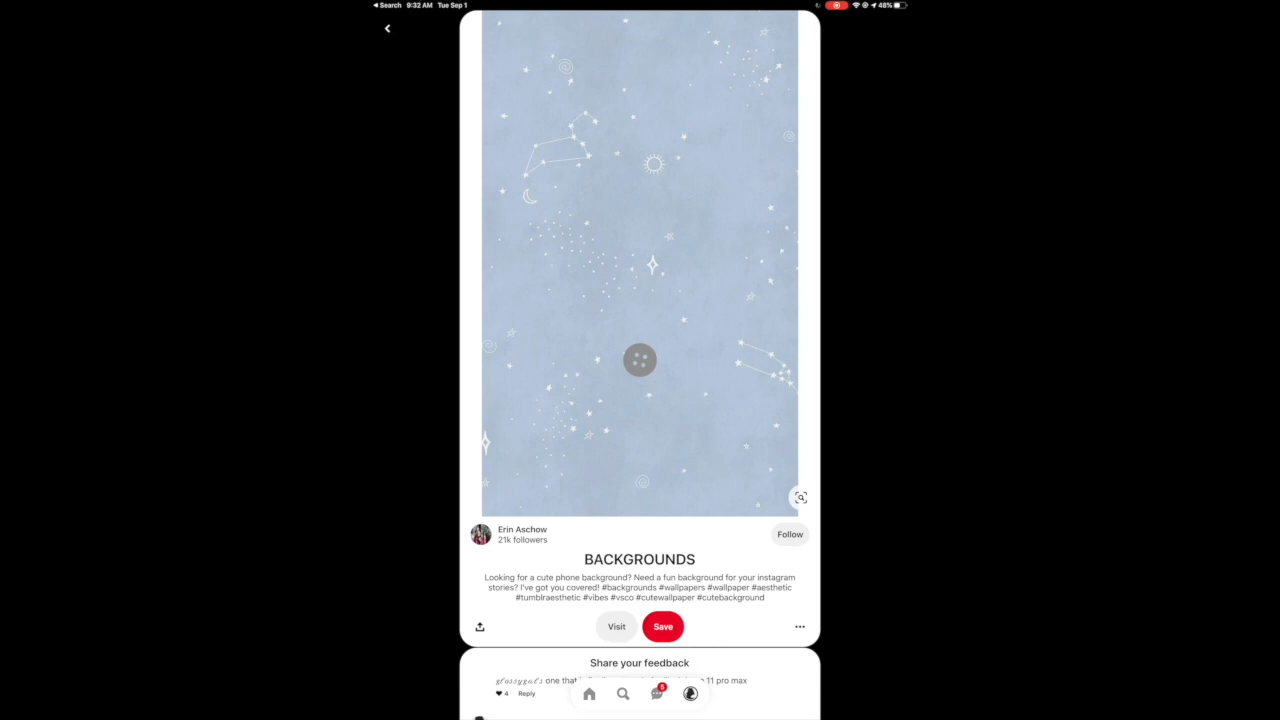 Search 9:32 AM Tue Sep 1 48%
Erin Aschow
21k followers
Follow
BACKGROUNDS
Looking for a cute phone background? Need a fun background for your instagram
stories? I've got you covered! #backgrounds #wallpapers #wallpaper #aesthetic
#tumblraesthetic #vibes #vsco #cutewallpaper #cutebackground
Visit
Save
Share your feedback
one that
11 pro max
4 Reply
5